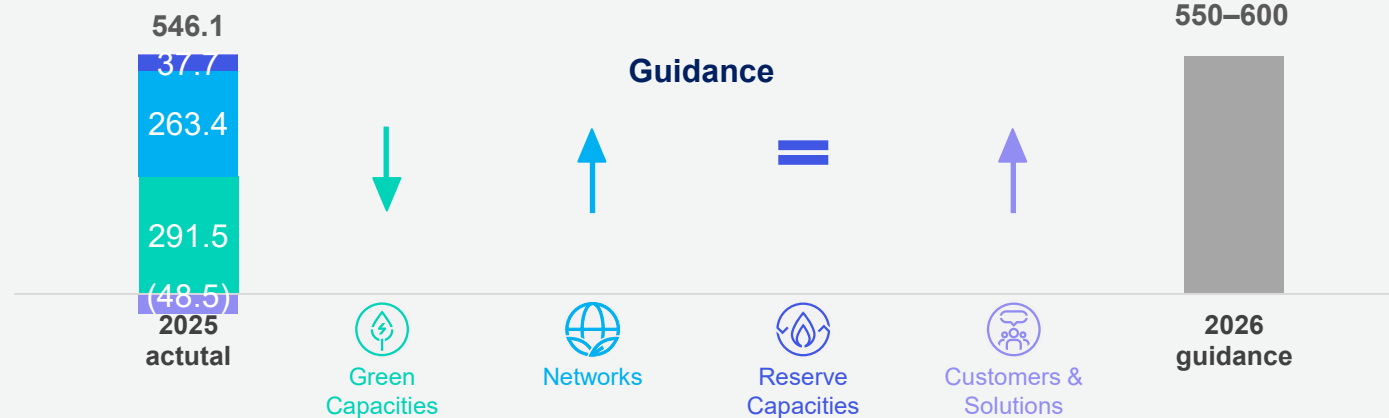 546.1
37.7
263.4
291.5
(48.5)
2025
actutal
Guidance
Green
Capacities
Networks
Reserve
Capacities
Customers &
Solutions
550–600
2026
guidance